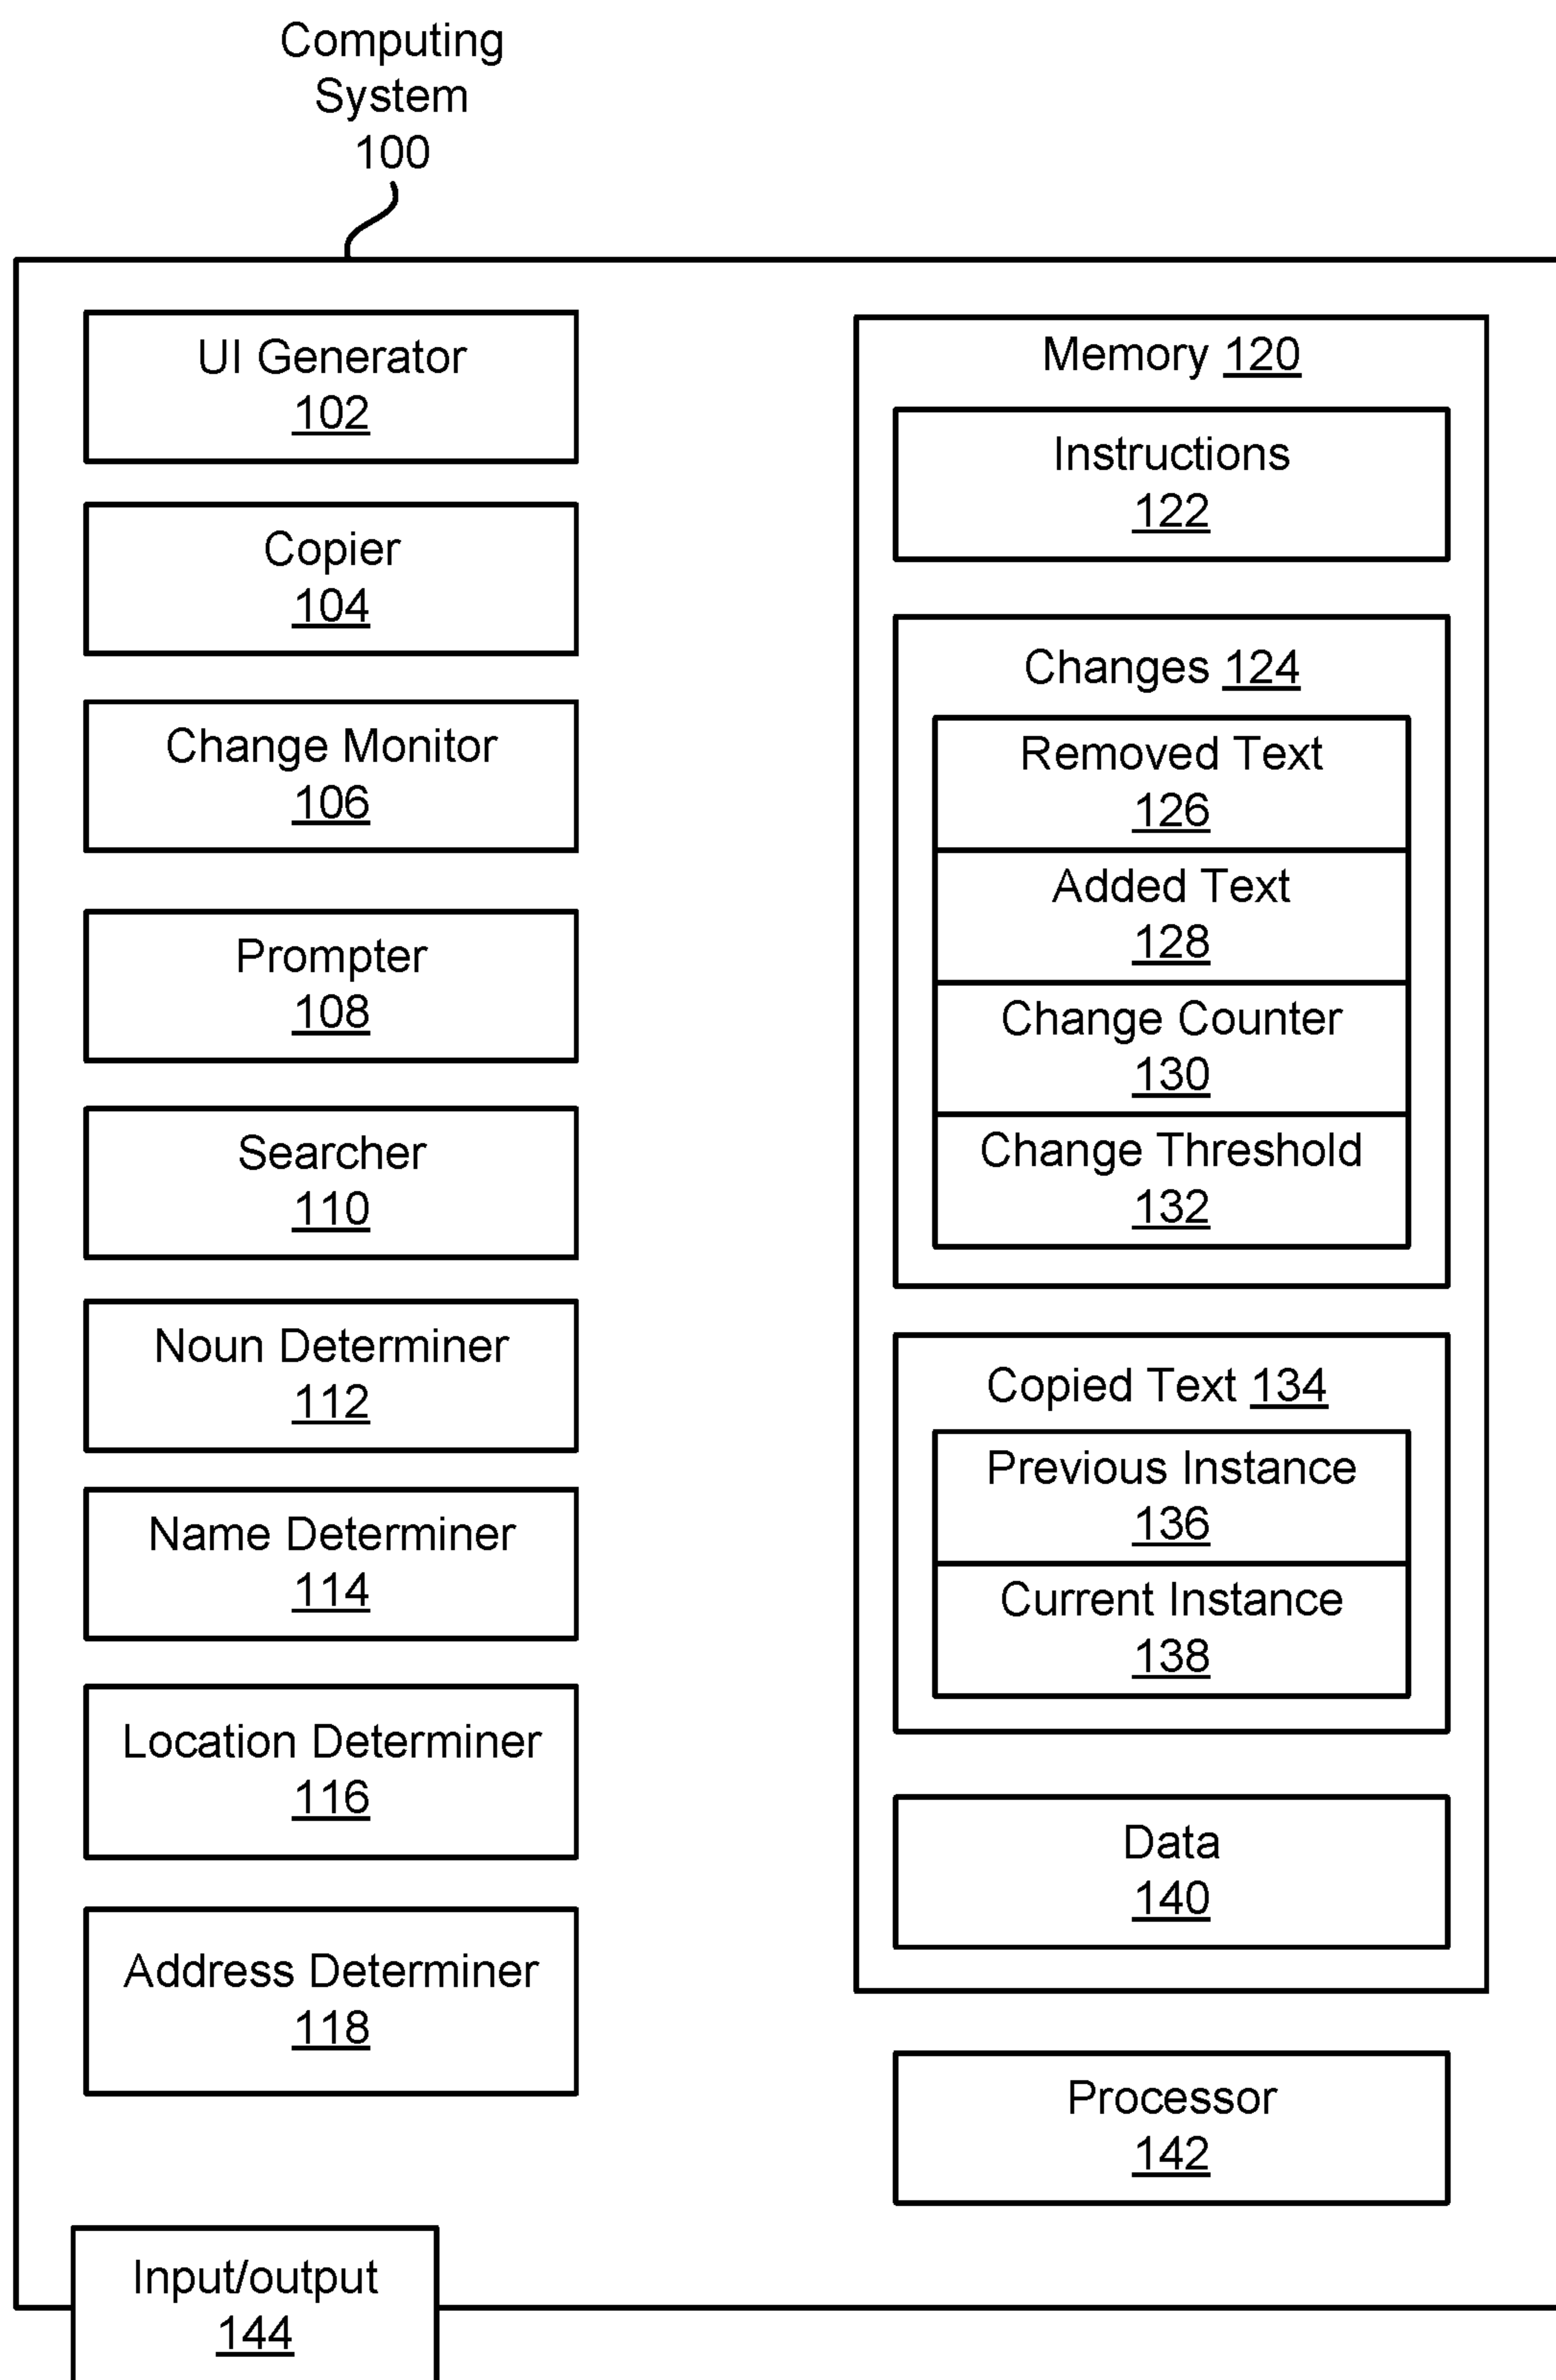 Computing
System
100
UI Generator
102
Copier
104
Change Monitor
106
Prompter
108
Searcher
110
Noun Determiner
112
Name Determiner
114
Location Determiner
116
Address Determiner
118
Input/output
144
Memory 120
Instructions
122
Changes 124
Removed Text
126
Added Text
128
Change Counter
130
Change Threshold
132
Copied Text 134
Previous Instance
136
Current Instance
138
Data
140
Processor
142